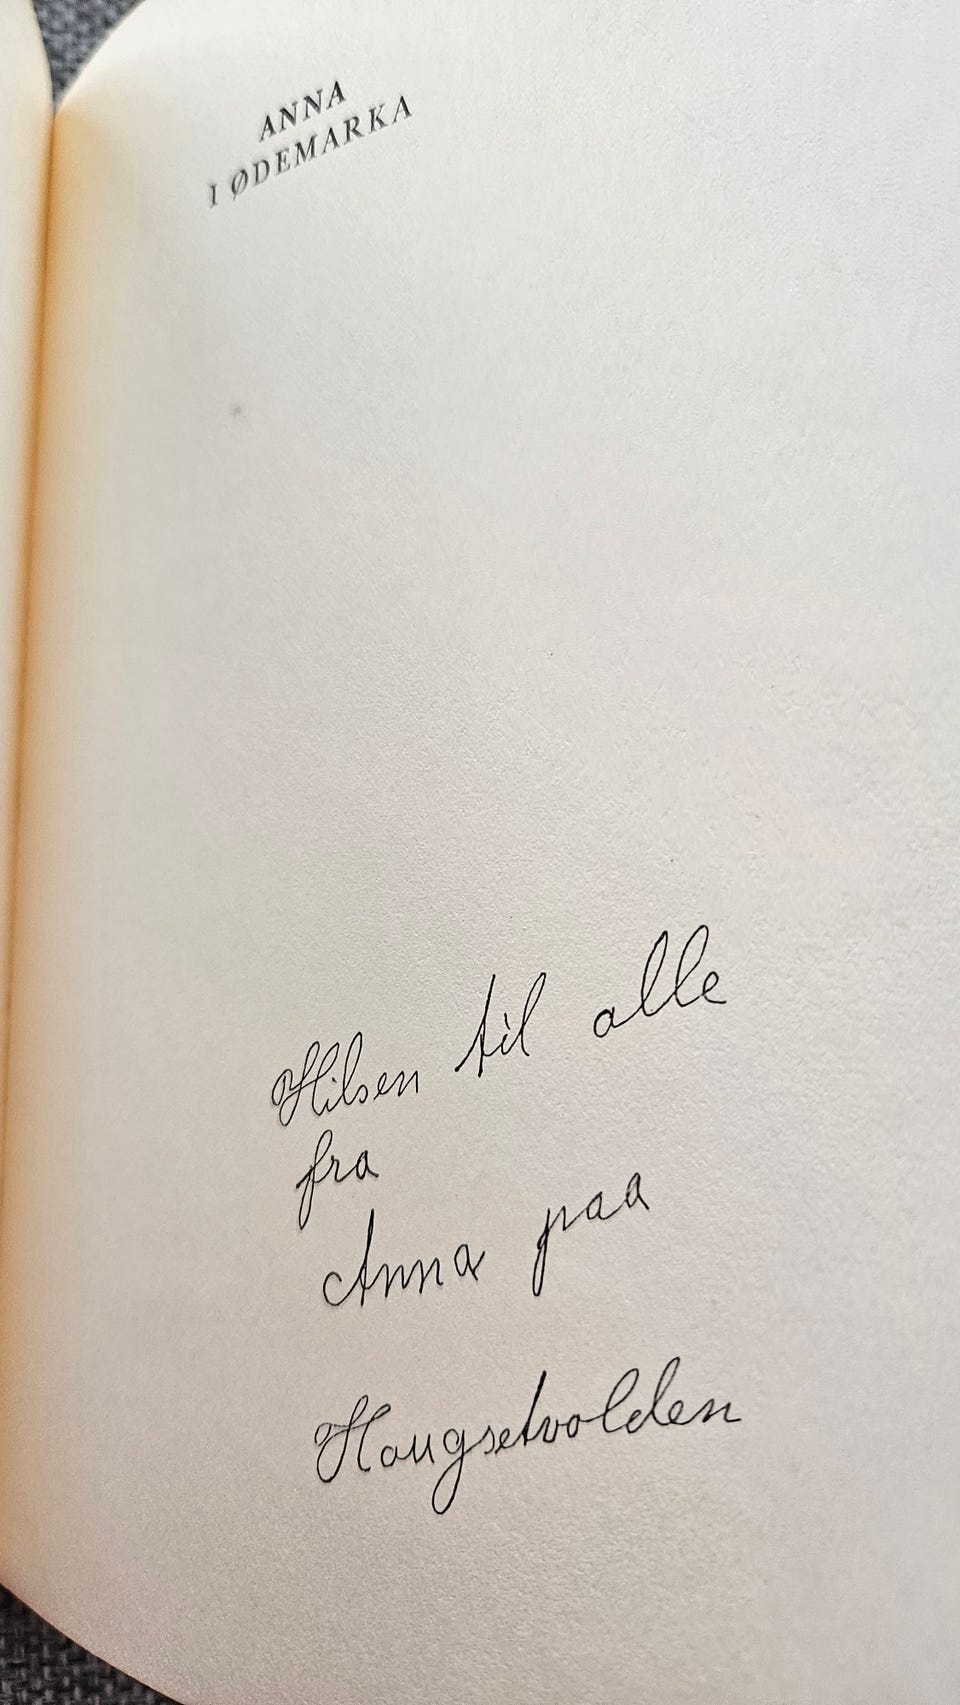 ANNA
I ØDEMARKA
Hilsen til alle
fra
Anna paa
Haugsetvolden